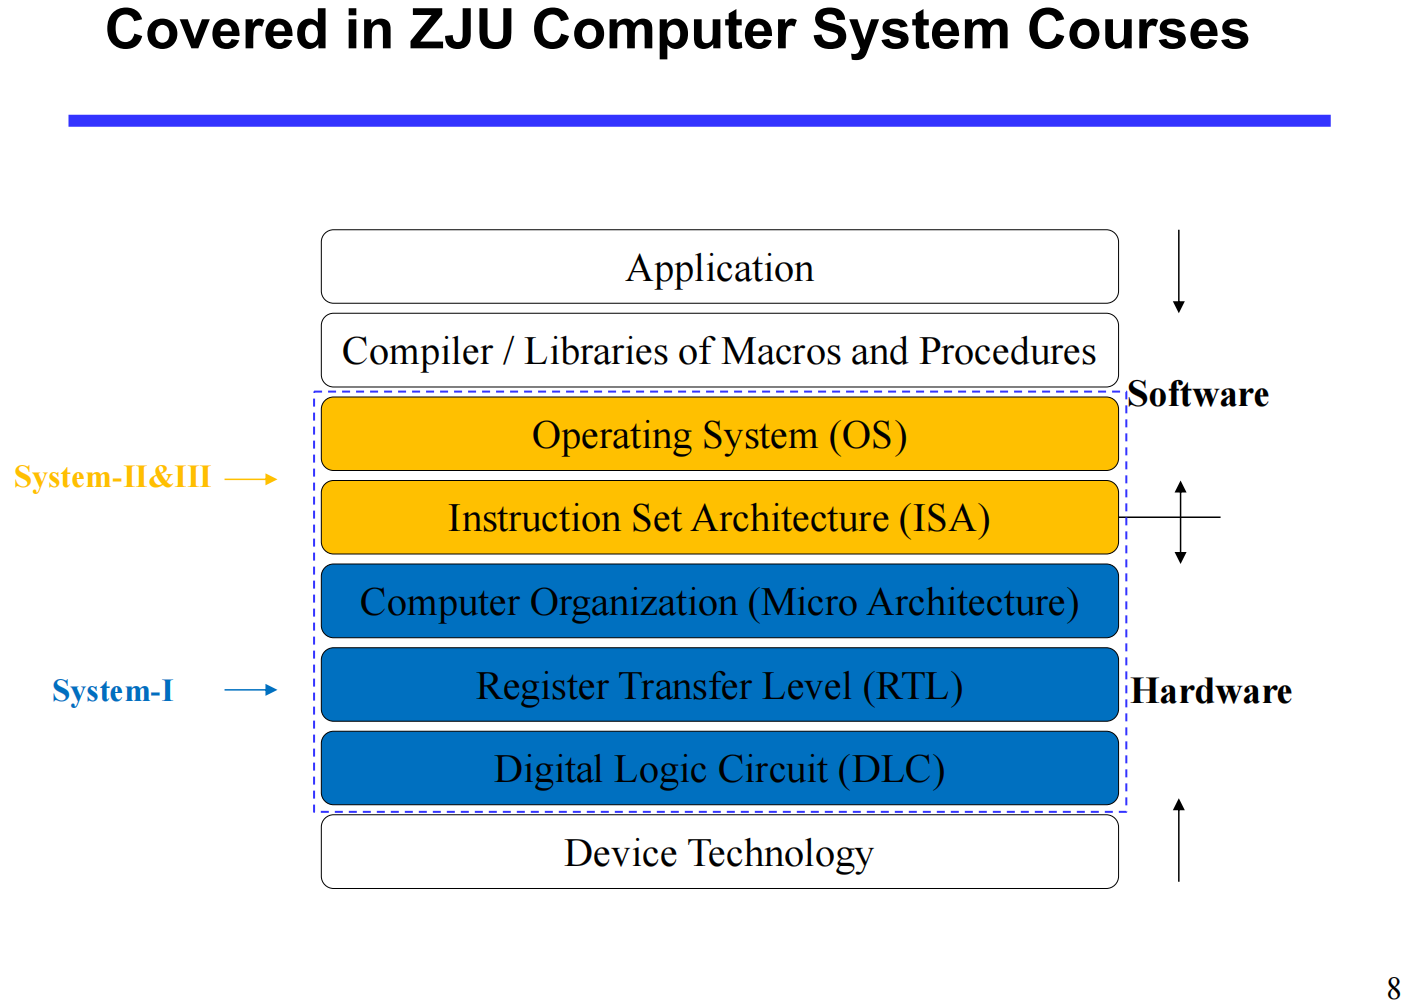 Covered in ZJU Computer System Courses
Application
Compiler / Libraries of Macros and Procedures
Software
Operating System (OS)
System-II&III
Instruction Set Architecture (ISA)
Computer Organization (Micro Architecture)
Register Transfer Level (RTL)
System-I
Hardware
Digital Logic Circuit (DLC)
Device Technology
8